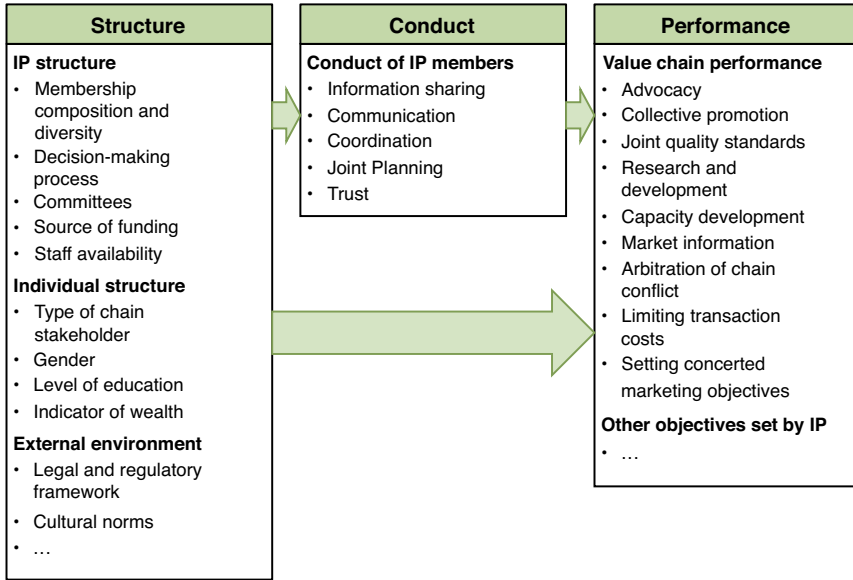 Structure
IP structure
• Membership
composition and
diversity
• Decision-making
process
• Committees
• Source of funding
• Staff availability
Individual structure
• Type of chain
stakeholder
• Gender
• Level of education
• Indicator of wealth
External environment
• Legal and regulatory
framework
• Cultural norms
• …
Conduct
Conduct of IP members
• Information sharing
• Communication
• Coordination
• Joint Planning
• Trust
Performance
Value chain performance
• Advocacy
• Collective promotion
• Joint quality standards
• Research and
development
• Capacity development
• Market information
• Arbitration of chain
conflict
• Limiting transaction
costs
• Setting concerted
marketing objectives
Other objectives set by IP
• …